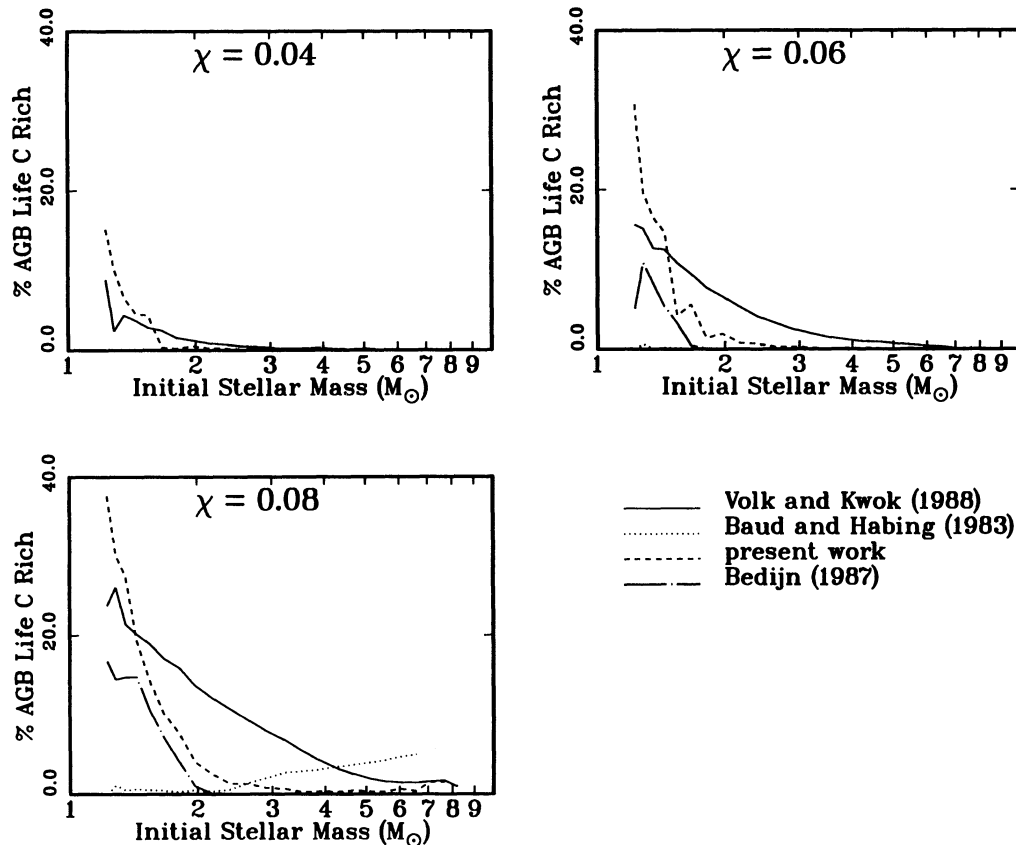 χ = 0.04
% AGB Life C Rich
40.0
20.0
0.0
1 2 3 4 5 6 7 8 9
Initial Stellar Mass (M☉)
χ = 0.06
% AGB Life C Rich
40.0
20.0
0.0
1 2 3 4 5 6 7 8 9
Initial Stellar Mass (M☉)
χ = 0.08
% AGB Life C Rich
40.0
20.0
0.0
1 2 3 4 5 6 7 8 9
Initial Stellar Mass (M☉)
Volk and Kwok (1988)
Baud and Habing (1983)
present work
Bedijn (1987)